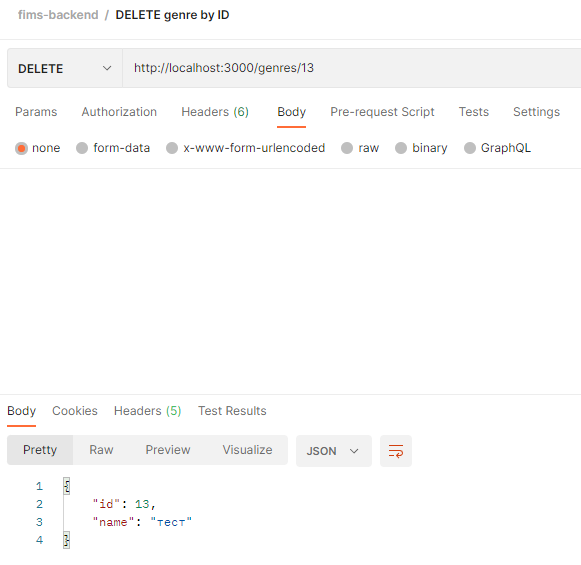 fims-backend / DELETE genre by ID
DELETE http://localhost:3000/genres/13
Params Authorization Headers (6) Body Pre-request Script Tests Settings
none form-data x-www-form-urlencoded raw binary GraphQL
Body Cookies Headers (5) Test Results
Pretty Raw Preview Visualize JSON
1 {
2 "id": 13,
3 "name": "тест"
4 }